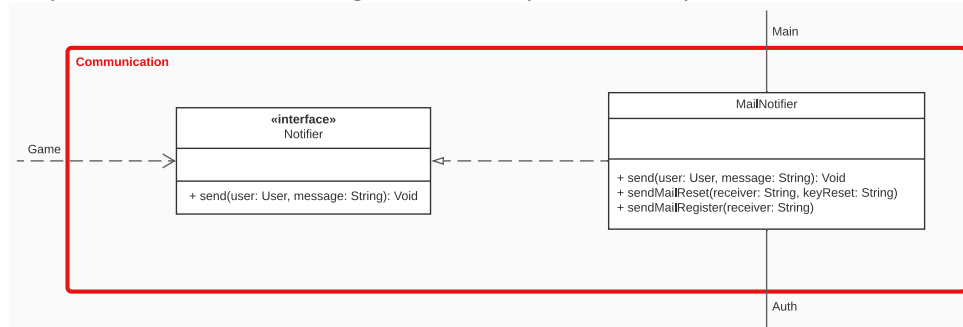 Main
Communication
«interface»
Notifier
MailNotifier
Game
+ send(user: User, message: String): Void
+ send(user: User, message: String): Void
+ sendMailReset(receiver: String, keyReset: String)
+ sendMailRegister(receiver: String)
Auth